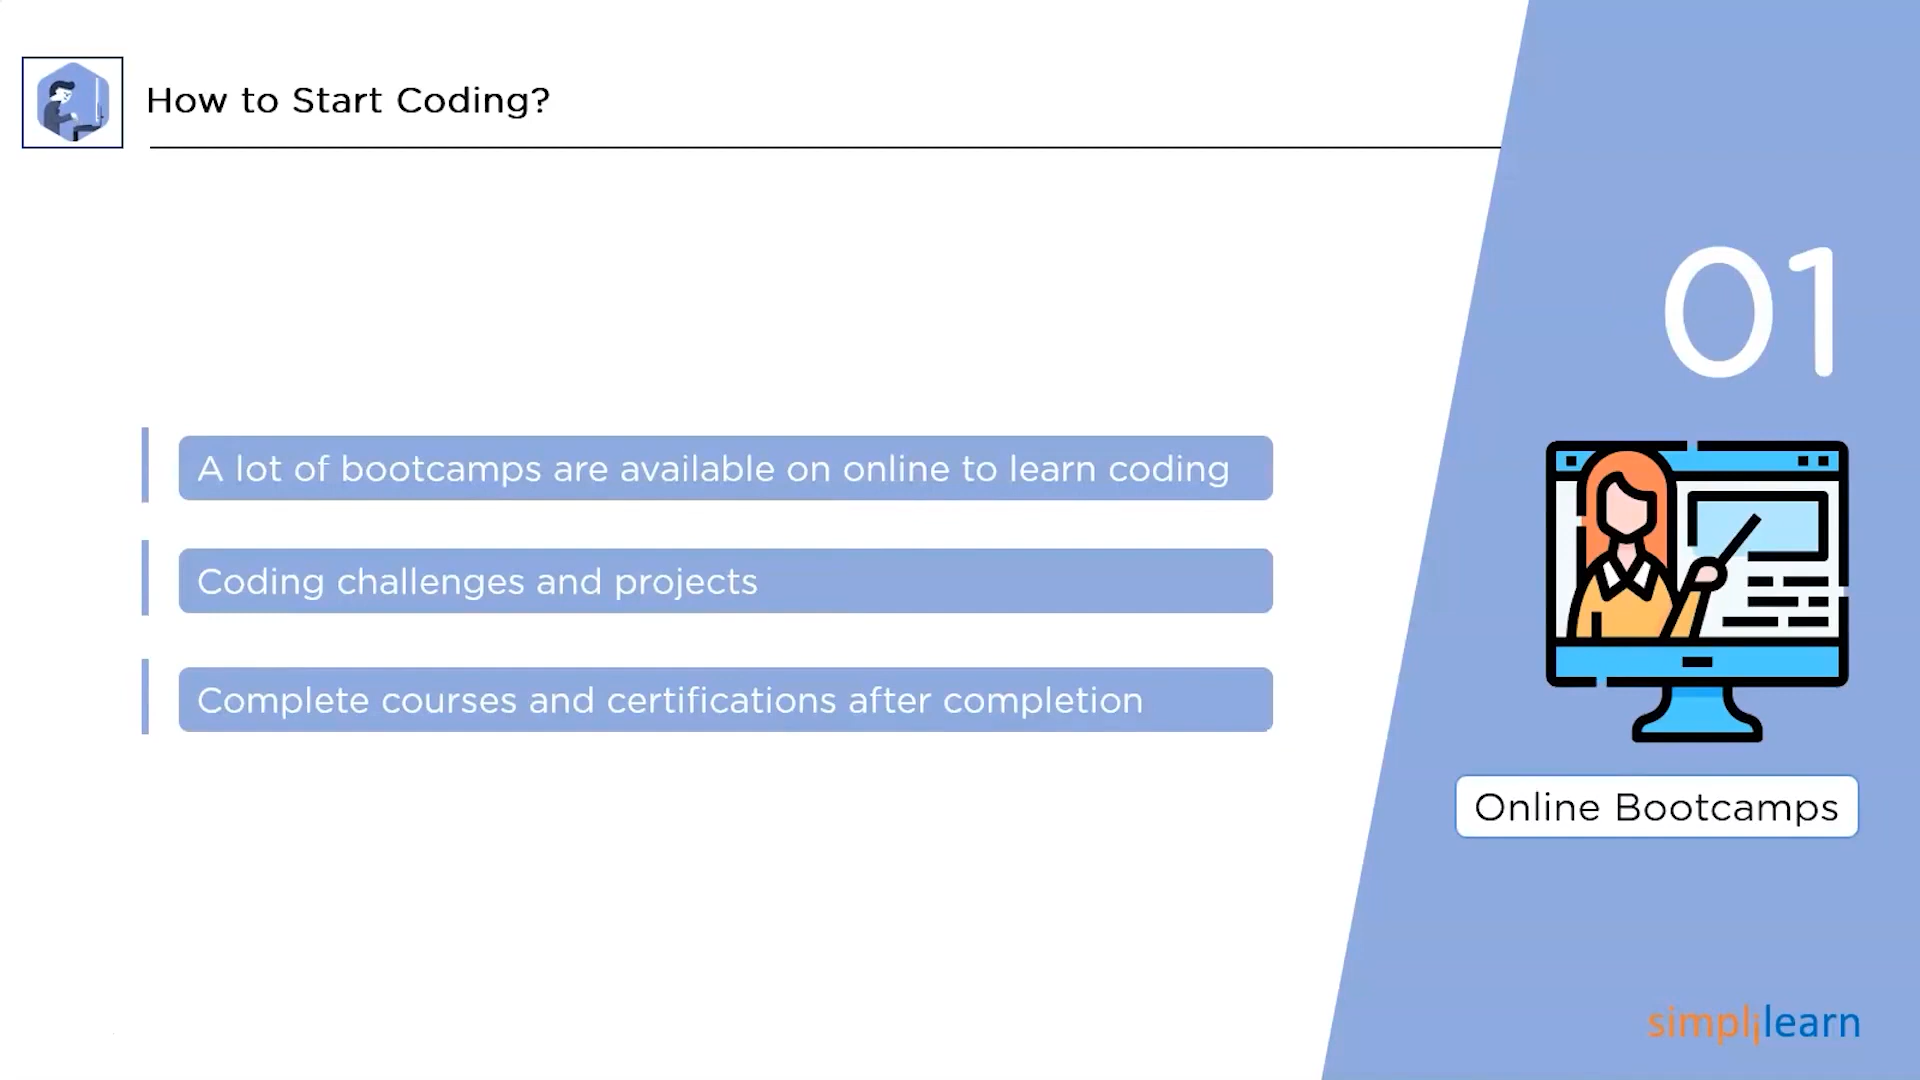 How to Start Coding?
01
A lot of bootcamps are available on online to learn coding
Coding challenges and projects
Complete courses and certifications after completion
Online Bootcamps
simplilearn